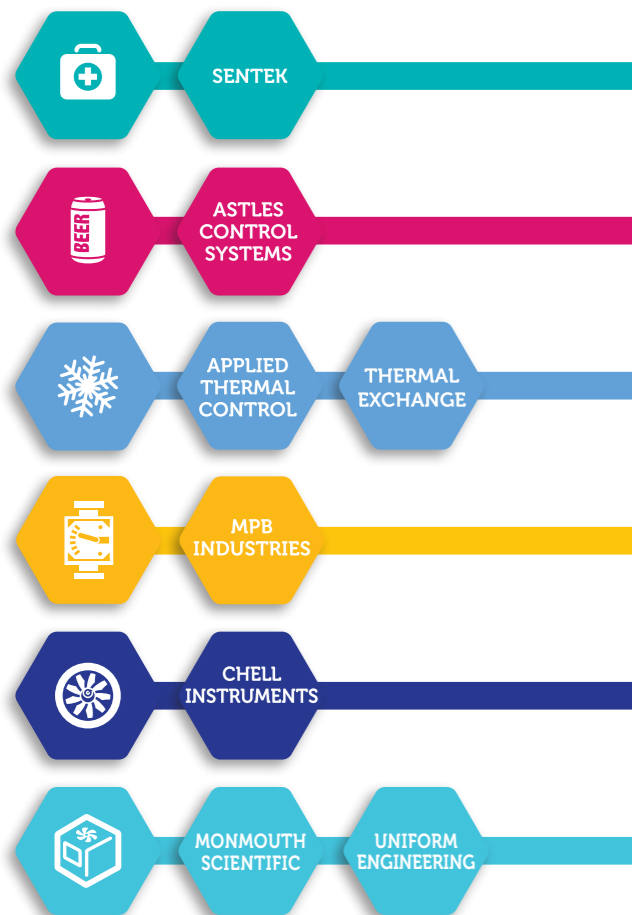 SENTEK
BEER
ASTLES
CONTROL
SYSTEMS
APPLIED
THERMAL
CONTROL
THERMAL
EXCHANGE
MPB
INDUSTRIES
CHELL
INSTRUMENTS
MONMOUTH
SCIENTIFIC
UNIFORM
ENGINEERING